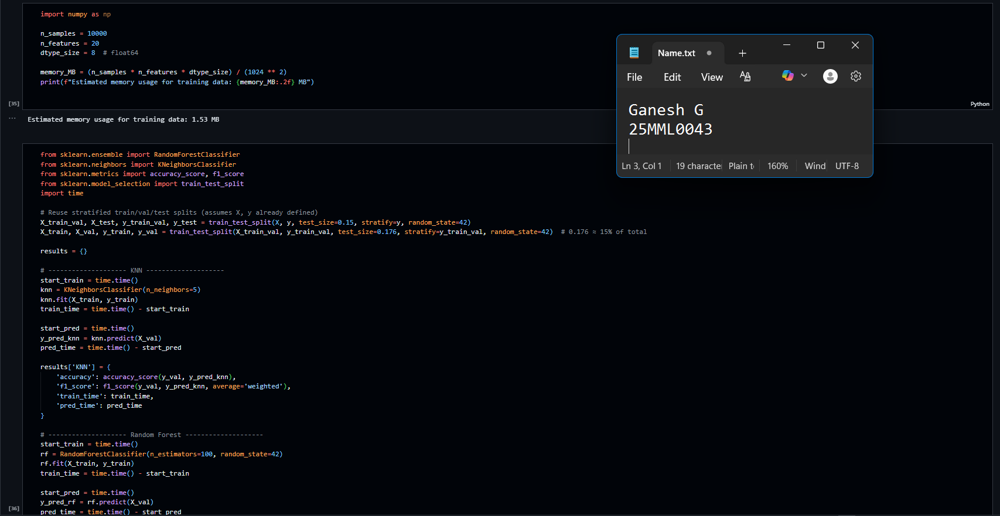 import numpy as np
n_samples = 10000
n_features = 20
dtype_size = 8  # float64
memory_MB = (n_samples * n_features * dtype_size) / (1024 ** 2)
print(f"Estimated memory usage for training data: {memory_MB:.2f} MB")
[35]
Python
... Estimated memory usage for training data: 1.53 MB
Name.txt
File Edit View
Ganesh G
25MML0043
Ln 3, Col 1 19 characte Plain t 160% Wind UTF-8
from sklearn.ensemble import RandomForestClassifier
from sklearn.neighbors import KNeighborsClassifier
from sklearn.metrics import accuracy_score, f1_score
from sklearn.model_selection import train_test_split
import time
# Reuse stratified train/val/test splits (assumes X, y already defined)
X_train_val, X_test, y_train_val, y_test = train_test_split(X, y, test_size=0.15, stratify=y, random_state=42)
X_train, X_val, y_train, y_val = train_test_split(X_train_val, y_train_val, test_size=0.176, stratify=y_train_val, random_state=42)  # 0.176 ≈ 15% of total
results = {}
# -------------------- KNN --------------------
start_train = time.time()
knn = KNeighborsClassifier(n_neighbors=5)
knn.fit(X_train, y_train)
train_time = time.time() - start_train
start_pred = time.time()
y_pred_knn = knn.predict(X_val)
pred_time = time.time() - start_pred
results['KNN'] = {
    'accuracy': accuracy_score(y_val, y_pred_knn),
    'f1_score': f1_score(y_val, y_pred_knn, average='weighted'),
    'train_time': train_time,
    'pred_time': pred_time
}
# -------------------- Random Forest --------------------
start_train = time.time()
rf = RandomForestClassifier(n_estimators=100, random_state=42)
rf.fit(X_train, y_train)
train_time = time.time() - start_train
start_pred = time.time()
y_pred_rf = rf.predict(X_val)
pred_time = time.time() - start_pred
[36]